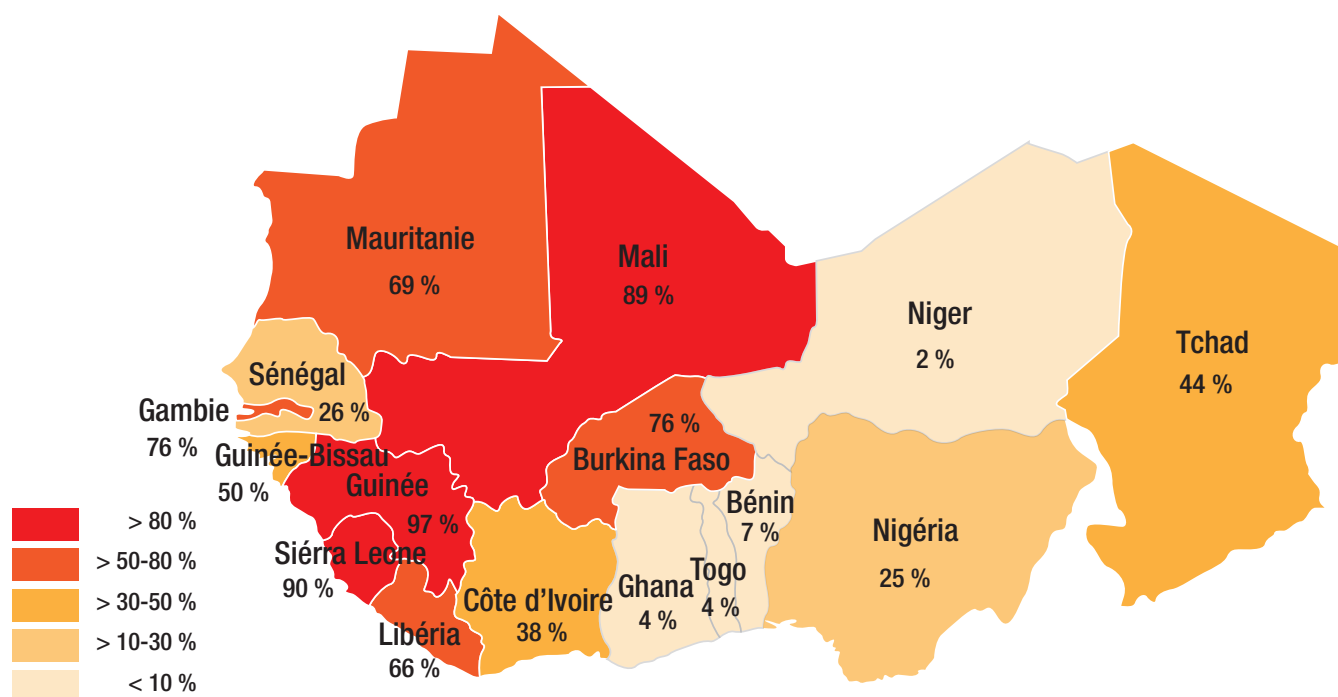 Mauritanie
69 %
Mali
89 %
Niger
2 %
Tchad
44 %
Sénégal
26 %
Gambie
76 %
Guinée-Bissau
50 %
Guinée
97 %
Siérra Leone
90 %
Libéria
66 %
Côte d'Ivoire
38 %
76 %
Burkina Faso
Ghana
4 %
Togo
4 %
Bénin
7 %
Nigéria
25 %
> 80 %
> 50-80 %
> 30-50 %
> 10-30 %
< 10 %